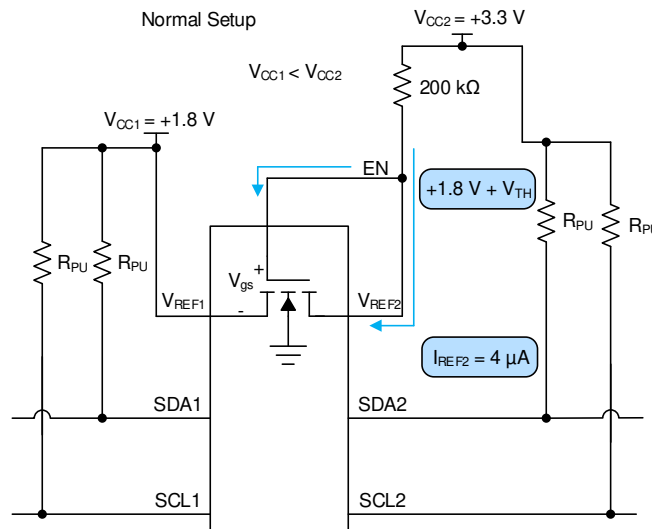 Normal Setup
VCC2 = +3.3 V
VCC1 < VCC2
200 kΩ
VCC1 = +1.8 V
EN
+1.8 V + VTH
RPU
RPU
RPU
RPU
Vgs
+
-
VREF1
VREF2
IREF2 = 4 µA
SDA1
SDA2
SCL1
SCL2